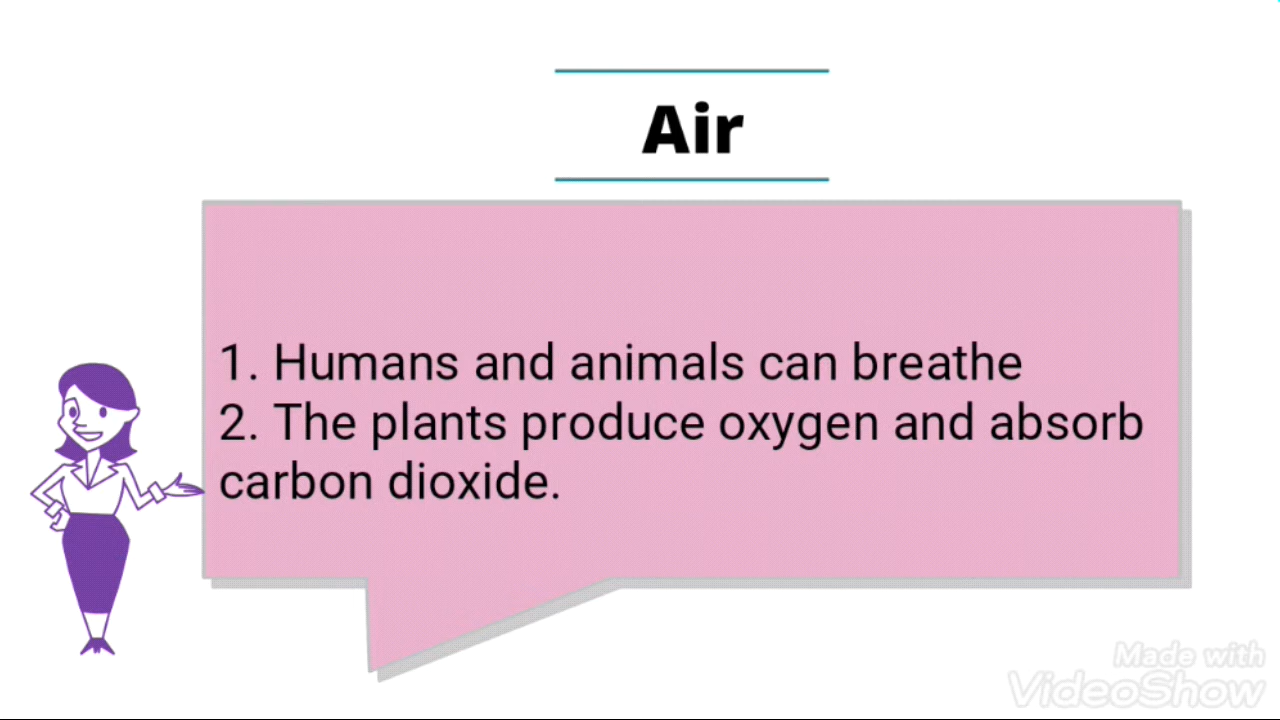 Air
1. Humans and animals can breathe
2. The plants produce oxygen and absorb
carbon dioxide.
Made with
VideoShow